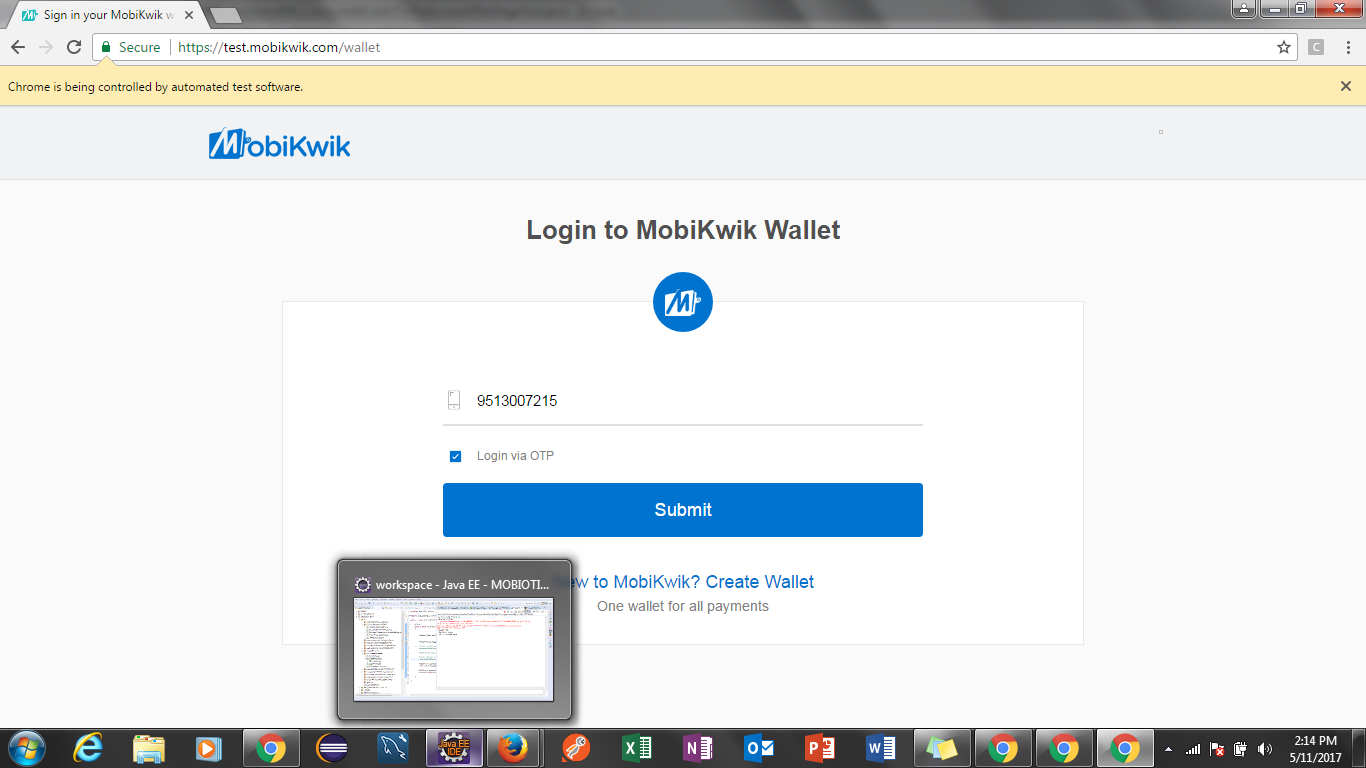 Sign in your MobiKwik w
Secure
https://test.mobikwik.com/wallet
C
Chrome is being controlled by automated test software.
MobiKwik
Login to MobiKwik Wallet
M
9513007215
Login via OTP
Submit
workspace - Java EE - MOBIOTI...
to MobiKwik? Create Wallet
One wallet for all payments
Java EE
IDE
2:14 PM
5/11/2017